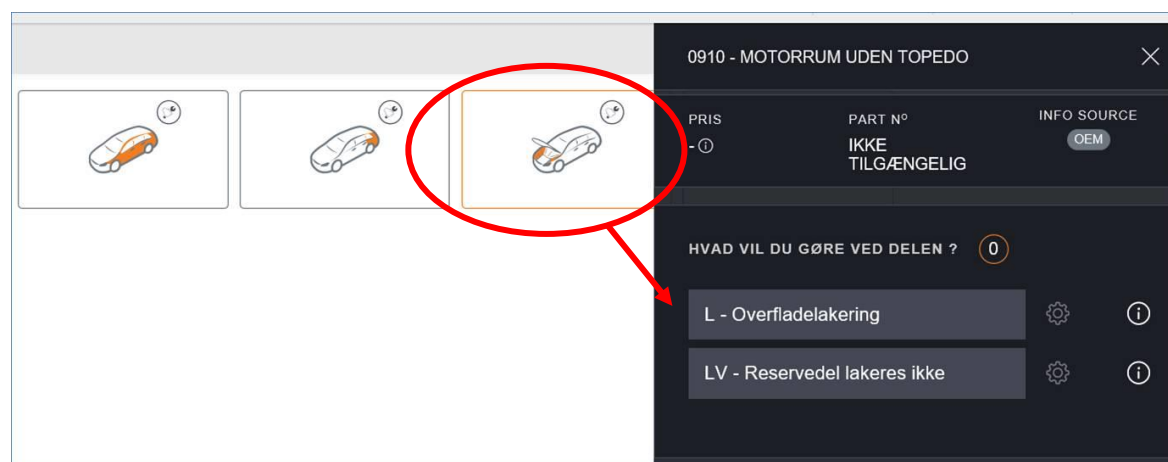 0910 - MOTORRUM UDEN TOPEDO
PRIS
PART Nº
INFO SOURCE
-
IKKE
TILGÆNGELIG
OEM
HVAD VIL DU GØRE VED DELEN ?
0
L - Overfladelakering
LV - Reservedel lakeres ikke